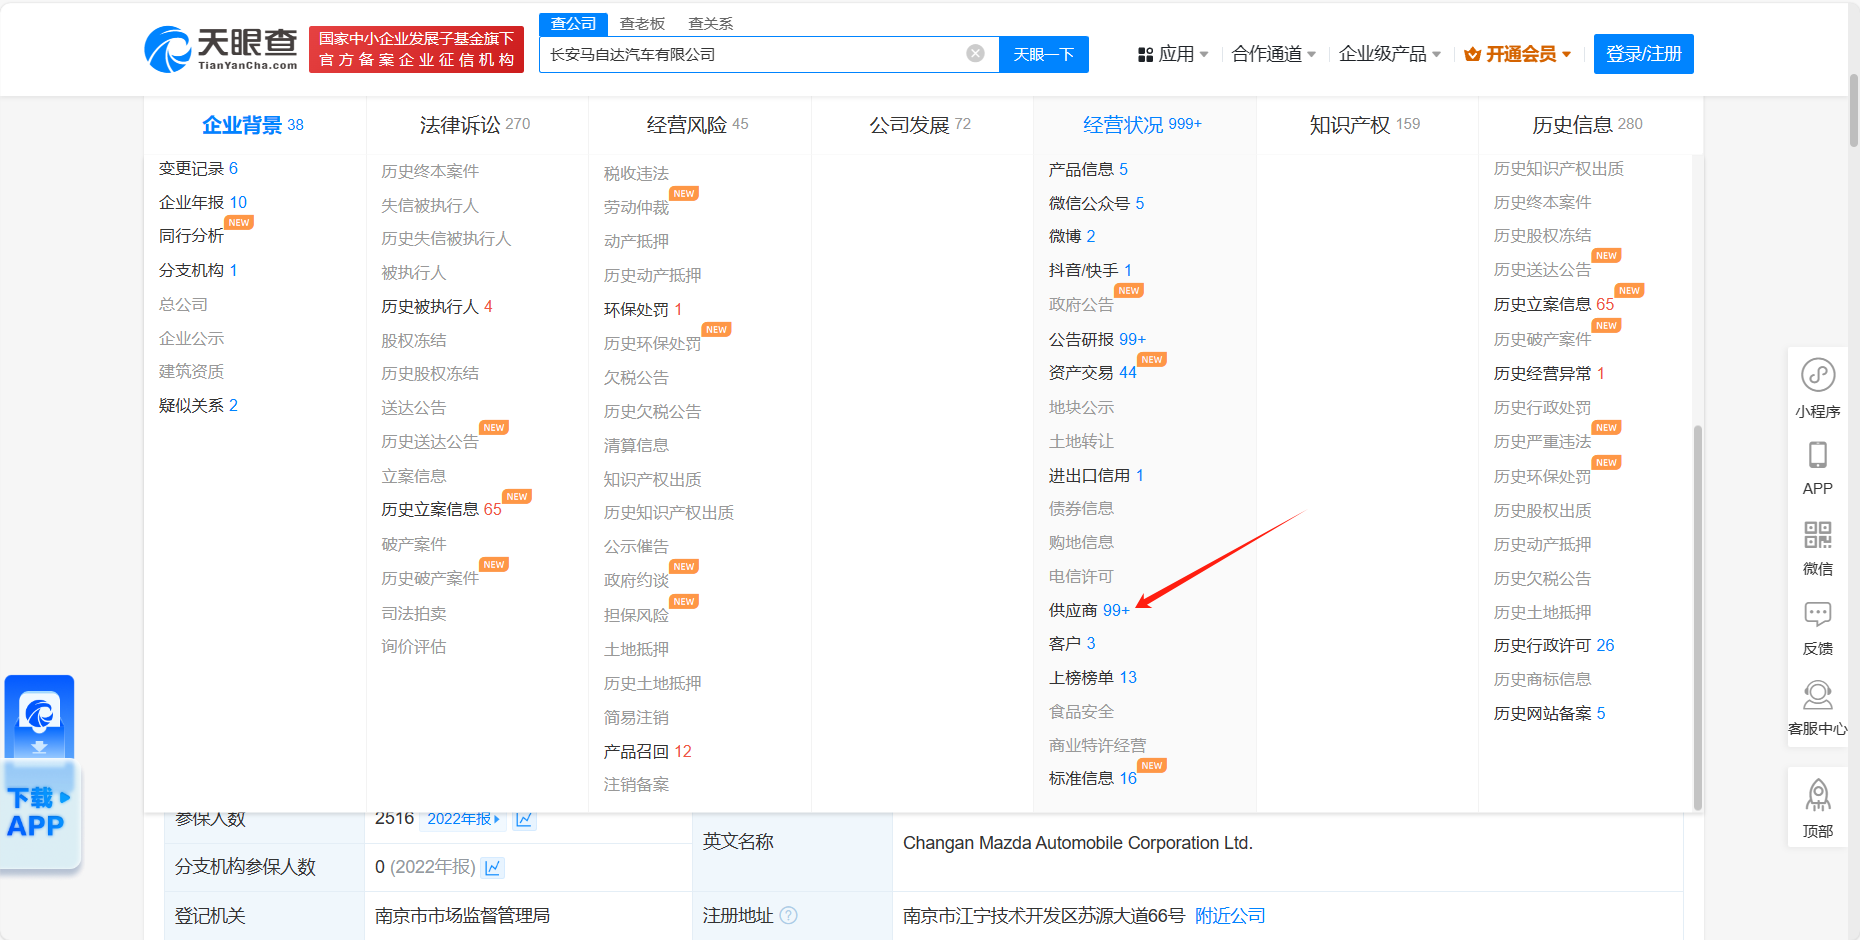 天眼查
TianYanCha.com
国家中小企业发展子基金旗下
官方备案企业征信机构
查公司 查老板 查关系
长安马自达汽车有限公司
天眼一下
应用 合作通道 企业级产品 开通会员 登录/注册
企业背景 38
法律诉讼 270
经营风险 45
公司发展 72
经营状况 999+
知识产权 159
历史信息 280
变更记录 6
企业年报 10
同行分析 NEW
分支机构 1
总公司
企业公示
建筑资质
疑似关系 2
历史终本案件
失信被执行人
历史失信被执行人
被执行人
历史被执行人 4
股权冻结
历史股权冻结
送达公告
历史送达公告 NEW
立案信息
历史立案信息 65 NEW
破产案件
历史破产案件 NEW
司法拍卖
询价评估
税收违法
劳动仲裁 NEW
动产抵押
历史动产抵押
环保处罚 1
历史环保处罚 NEW
欠税公告
历史欠税公告
清算信息
知识产权出质
历史知识产权出质
公示催告
政府约谈 NEW
担保风险 NEW
土地抵押
历史土地抵押
简易注销
产品召回 12
注销备案
产品信息 5
微信公众号 5
微博 2
抖音/快手 1
政府公告 NEW
公告研报 99+
资产交易 44 NEW
地块公示
土地转让
进出口信用 1
债券信息
购地信息
电信许可
供应商 99+
客户 3
上榜榜单 13
食品安全
商业特许经营
标准信息 16 NEW
历史知识产权出质
历史终本案件
历史股权冻结
历史送达公告 NEW
历史立案信息 65 NEW
历史破产案件 NEW
历史经营异常 1
历史行政处罚
历史严重违法 NEW
历史环保处罚 NEW
历史股权出质
历史动产抵押
历史欠税公告
历史土地抵押
历史行政许可 26
历史商标信息
历史网站备案 5
参保人数 2516 2022年报
英文名称 Changan Mazda Automobile Corporation Ltd.
分支机构参保人数 0 (2022年报)
登记机关 南京市市场监督管理局
注册地址 ? 南京市江宁技术开发区苏源大道66号 附近公司
下载
APP
小程序
APP
微信
反馈
客服中心
顶部